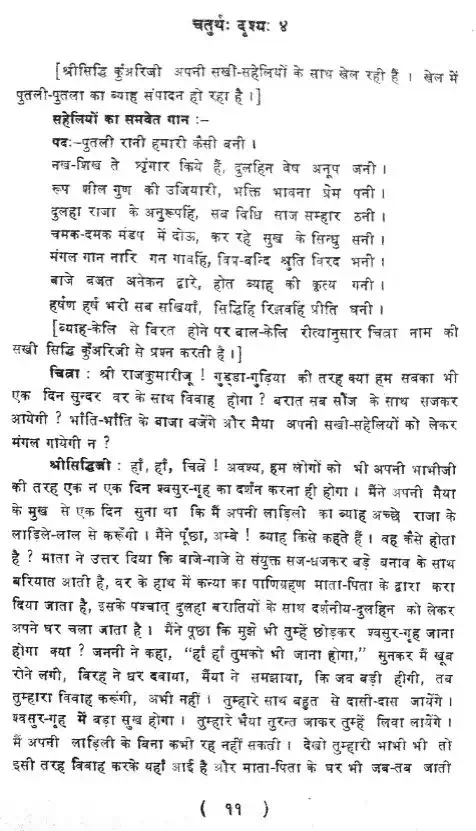 चतुर्थः दृश्यः ४
[श्रीसिद्धि कुँअरिजी अपनी सखी-सहेलियों के साथ खेल रही हैं । खेल में
पुतली-पुतला का ब्याह संपादन हो रहा है ।]
सहेलियों का समवेत गान :–
पदः–पुतली रानी हमारी कैसी बनी ।
नख-शिख ते श्रृंगार किये हैं, दुलहिन वेष अनूप जनी ।
रूप शील गुण की उजियारी, भक्ति भावना प्रेम पनी ।
दुलहा राजा के अनुरूपहिं, सब विधि साज सम्हार ठनी ।
चमक-दमक मंडप में दोऊ, कर रहे सुख के सिन्धु सनी ।
मंगल गान नारि गन गावहिं, विप्र-बन्दि श्रुति विरद भनी ।
बाजे बजत अनेकन द्वारे, होत ब्याह की कृत्य गनी ।
हर्षण हर्ष भरी सब सखियाँ, सिद्धिहिं रिझवहिं प्रीति घनी ।
[ब्याह-केलि से विरत होने पर बाल-केलि रीत्यानुसार चित्रा नाम की
सखी सिद्धि कुँअरिजी से प्रश्न करती है ।]
चित्रा : श्री राजकुमारीजू ! गुड्डा-गुड़िया की तरह क्या हम सबका भी
एक दिन सुन्दर वर के साथ विवाह होगा ? बरात सब सौंज के साथ सजकर
आयेगी ? भाँति-भाँति के बाजा बजेंगे और मैया अपनी सखी-सहेलियों को लेकर
मंगल गायेगी न ?
श्रीसिद्धिजी : हाँ, हाँ, चित्रे ! अवश्य, हम लोगों को भी अपनी भाभीजी
की तरह एक न एक दिन श्वसुर-गृह का दर्शन करना ही होगा । मैंने अपनी मैया
के मुख से एक दिन सुना था कि मैं अपनी लाड़िली का ब्याह अच्छे राजा के
लाड़िले-लाल से करूँगी । मैंने पूँछा, अम्बे ! ब्याह किसे कहते हैं । वह कैसे होता
है ? माता ने उत्तर दिया कि बाजे-गाजे से संयुक्त सज-धजकर बड़े बनाव के साथ
बरियात आती है, वर के हाथ में कन्या का पाणिग्रहण माता-पिता के द्वारा करा
दिया जाता है, इसके पश्चात् दुलहा बरातियों के साथ दर्शनीय-दुलहिन को लेकर
अपने घर चला जाता है । मैंने पूछा कि मुझे भी तुम्हें छोड़कर श्वसुर-गृह जाना
होगा क्या ? जननी ने कहा, “हाँ हाँ तुमको भी जाना होगा,” सुनकर मैं खूब
रोने लगी, बिरह ने घर दबाया, मैंया ने समझाया, कि जब बड़ी होगी, तब
तुम्हारा विवाह करूंगी, अभी नहीं । तुम्हारे साथ बहुत से दासी-दास जायेंगे ।
श्वसुर-गृह में बड़ा सुख होगा । तुम्हारे भैया तुरन्त जाकर तुम्हें लिवा लायेंगे ।
मैं अपनी लाड़िली के बिना कभी रह नहीं सकती । देखो तुम्हारी भाभी भी तो
इसी तरह विवाह करके यहाँ आई है और माता-पिता के घर भी जब-तब जाती
( ११ )